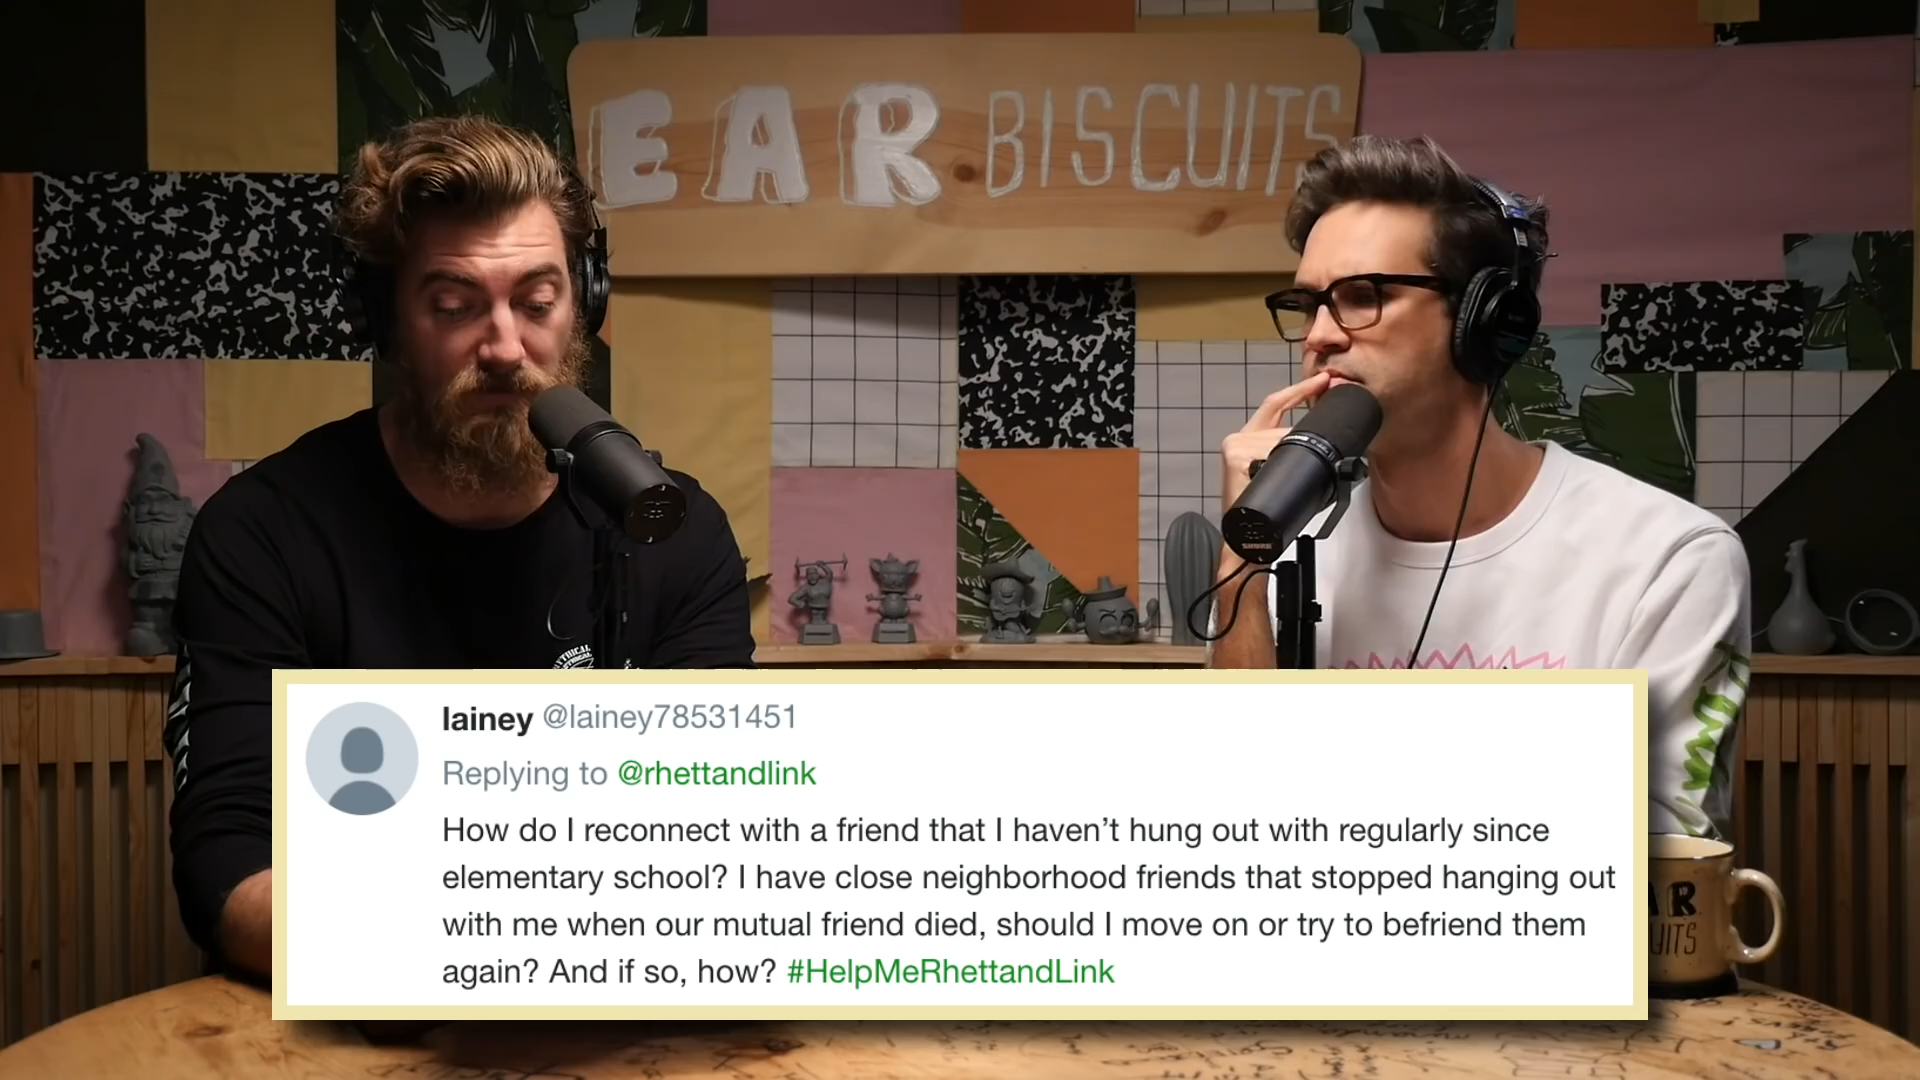 EAR BISCUITS
lainey @lainey78531451
Replying to @rhettandlink
How do I reconnect with a friend that I haven’t hung out with regularly since
elementary school? I have close neighborhood friends that stopped hanging out
with me when our mutual friend died, should I move on or try to befriend them
again? And if so, how? #HelpMeRhettandLink
SHURE